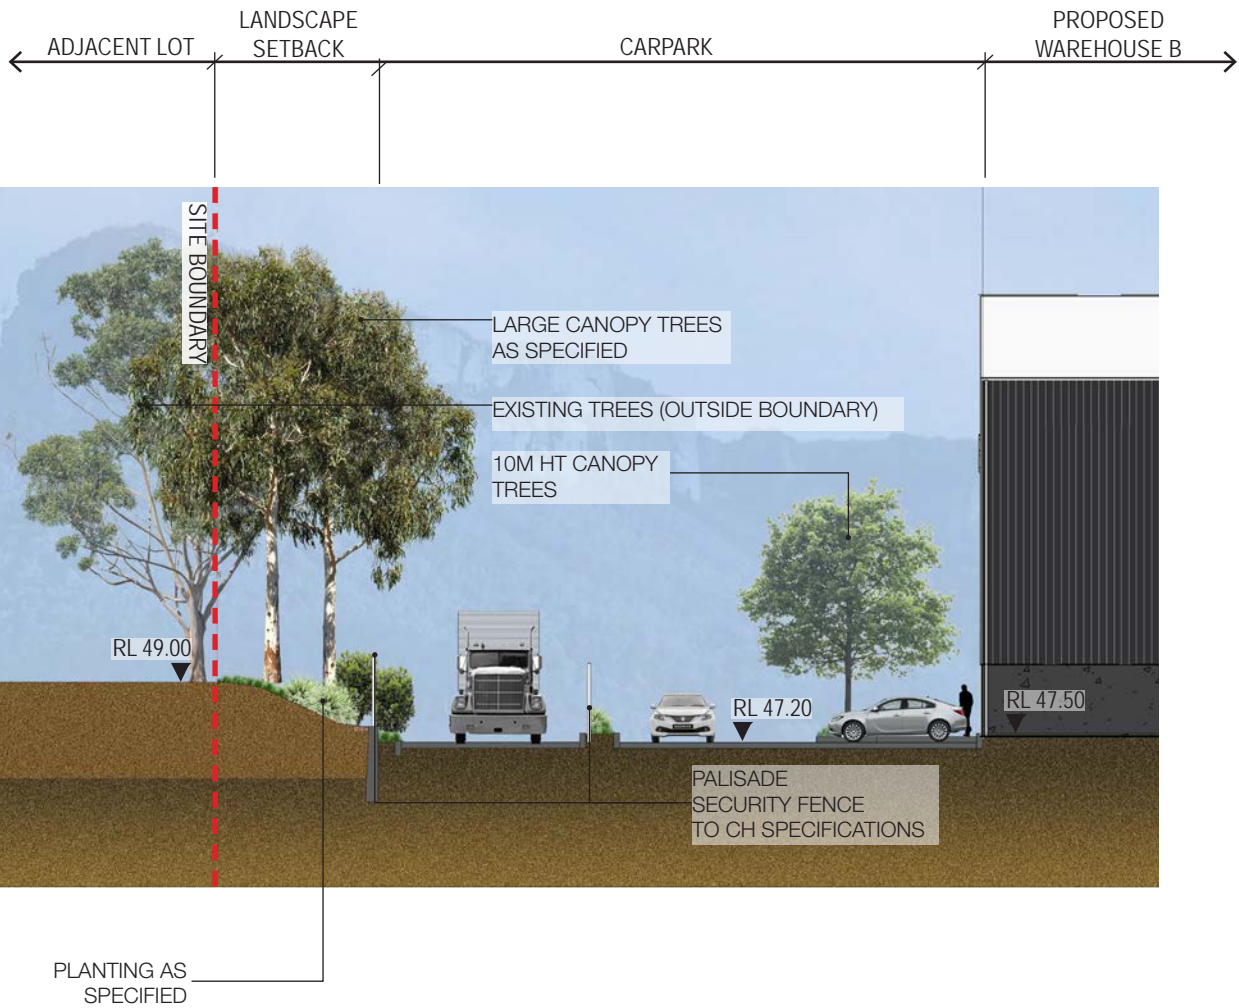 ADJACENT LOT
LANDSCAPE
SETBACK
CARPARK
PROPOSED
WAREHOUSE B
SITE BOUNDARY
LARGE CANOPY TREES
AS SPECIFIED
EXISTING TREES (OUTSIDE BOUNDARY)
10M HT CANOPY
TREES
RL 49.00
RL 47.20
RL 47.50
PALISADE
SECURITY FENCE
TO CH SPECIFICATIONS
PLANTING AS
SPECIFIED